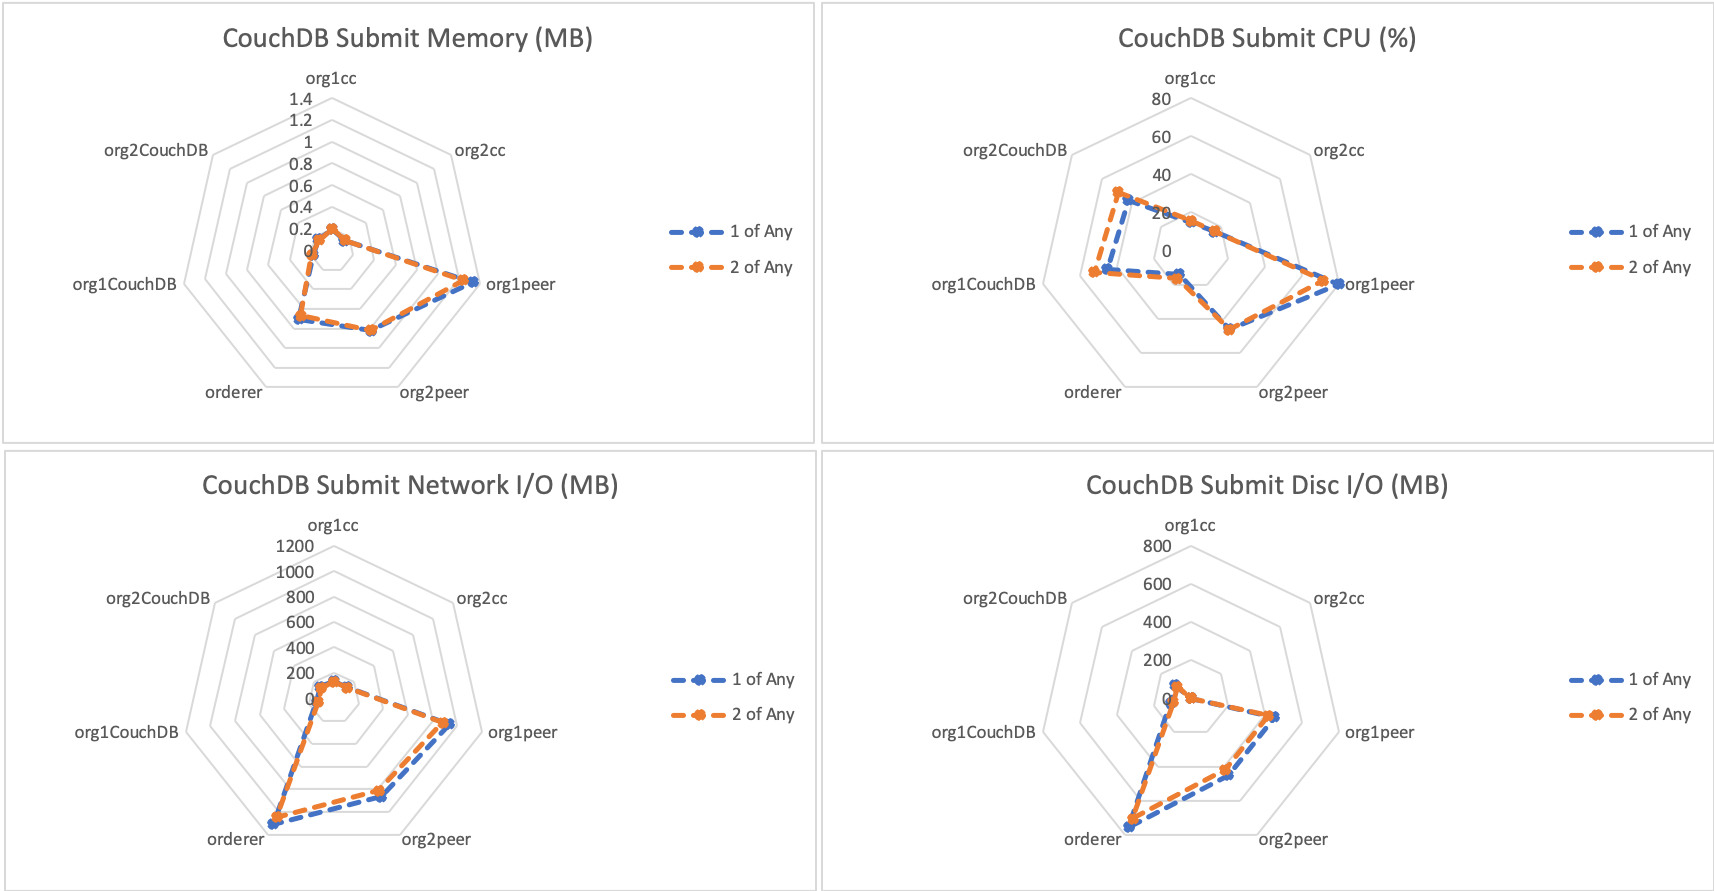 CouchDB Submit Memory (MB)
org1cc
1.4
1.2
1
0.8
0.6
0.4
0.2
0
org2cc
org1peer
org2peer
orderer
org1CouchDB
org2CouchDB
1 of Any
2 of Any
CouchDB Submit CPU (%)
org1cc
80
60
40
20
0
org2cc
org1peer
org2peer
orderer
org1CouchDB
org2CouchDB
1 of Any
2 of Any
CouchDB Submit Network I/O (MB)
org1cc
1200
1000
800
600
400
200
0
org2cc
org1peer
org2peer
orderer
org1CouchDB
org2CouchDB
1 of Any
2 of Any
CouchDB Submit Disc I/O (MB)
org1cc
800
600
400
200
0
org2cc
org1peer
org2peer
orderer
org1CouchDB
org2CouchDB
1 of Any
2 of Any